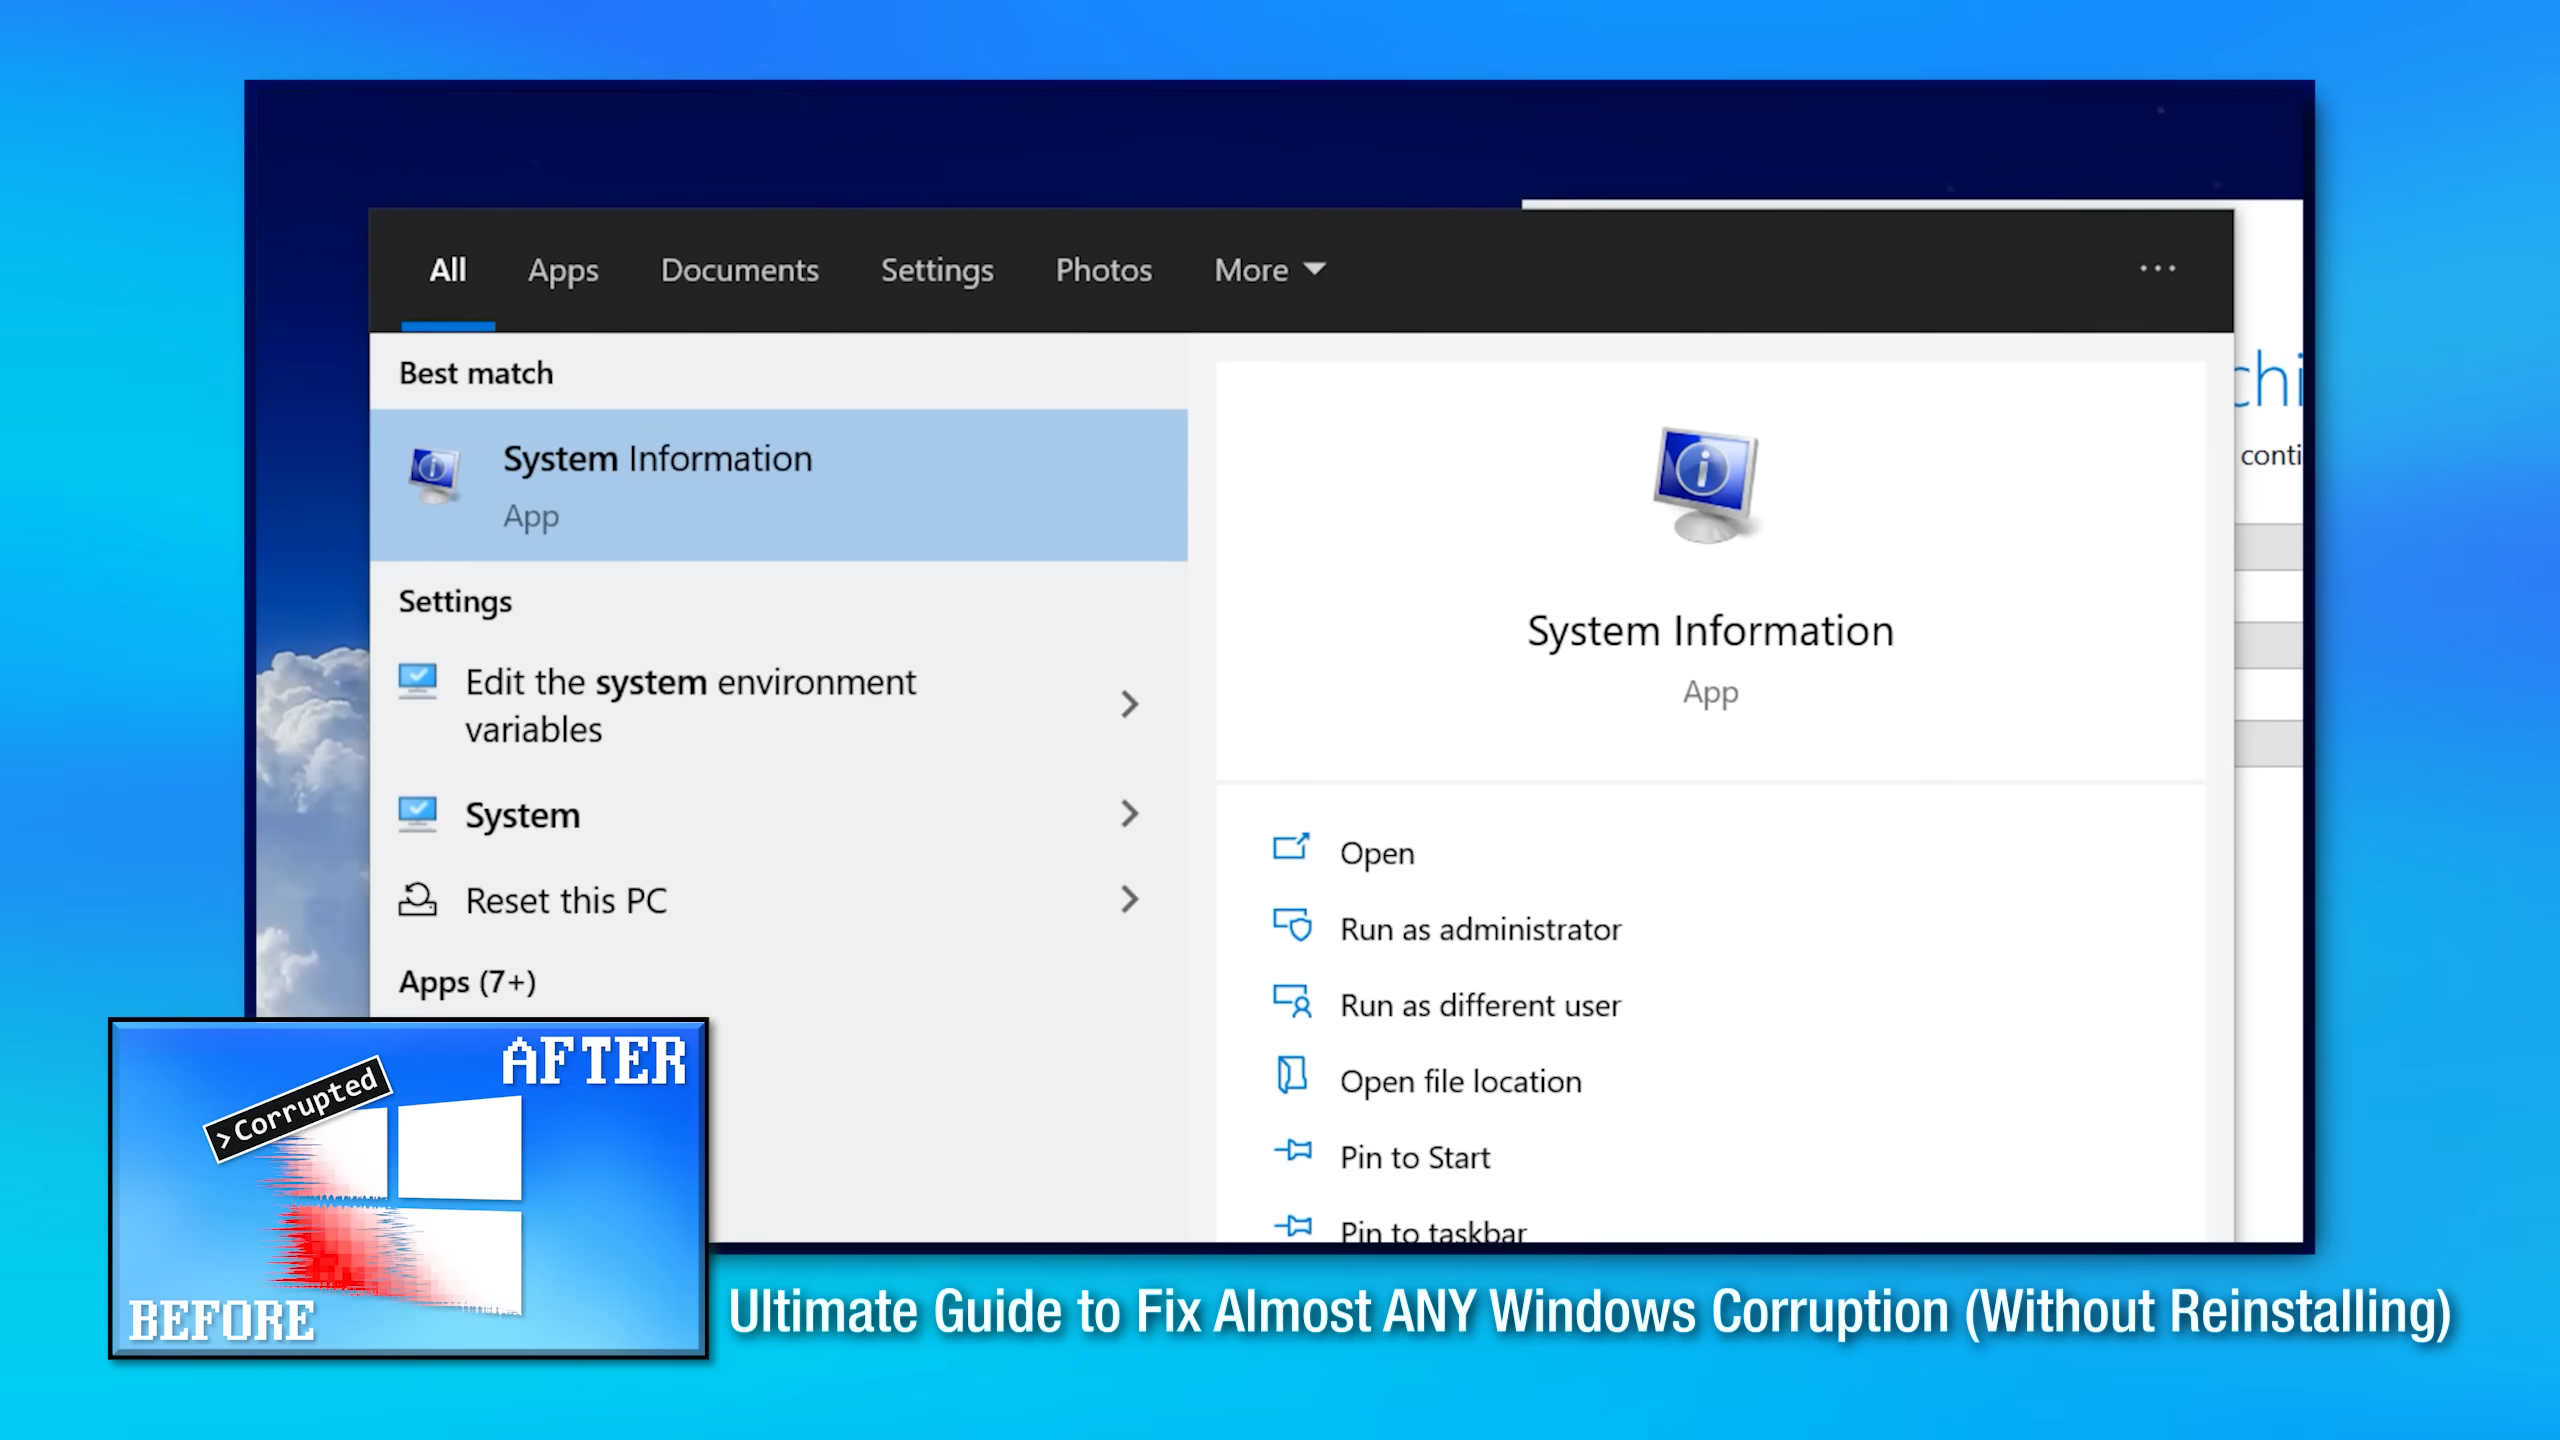 All Apps Documents Settings Photos More
Best match
System Information
App
Settings
Edit the system environment
variables
System
Reset this PC
Apps (7+)
System Information
App
Open
Run as administrator
Run as different user
Open file location
Pin to Start
Pin to taskbar
chi
conti
AFTER
>Corrupted
BEFORE
Ultimate Guide to Fix Almost ANY Windows Corruption (Without Reinstalling)